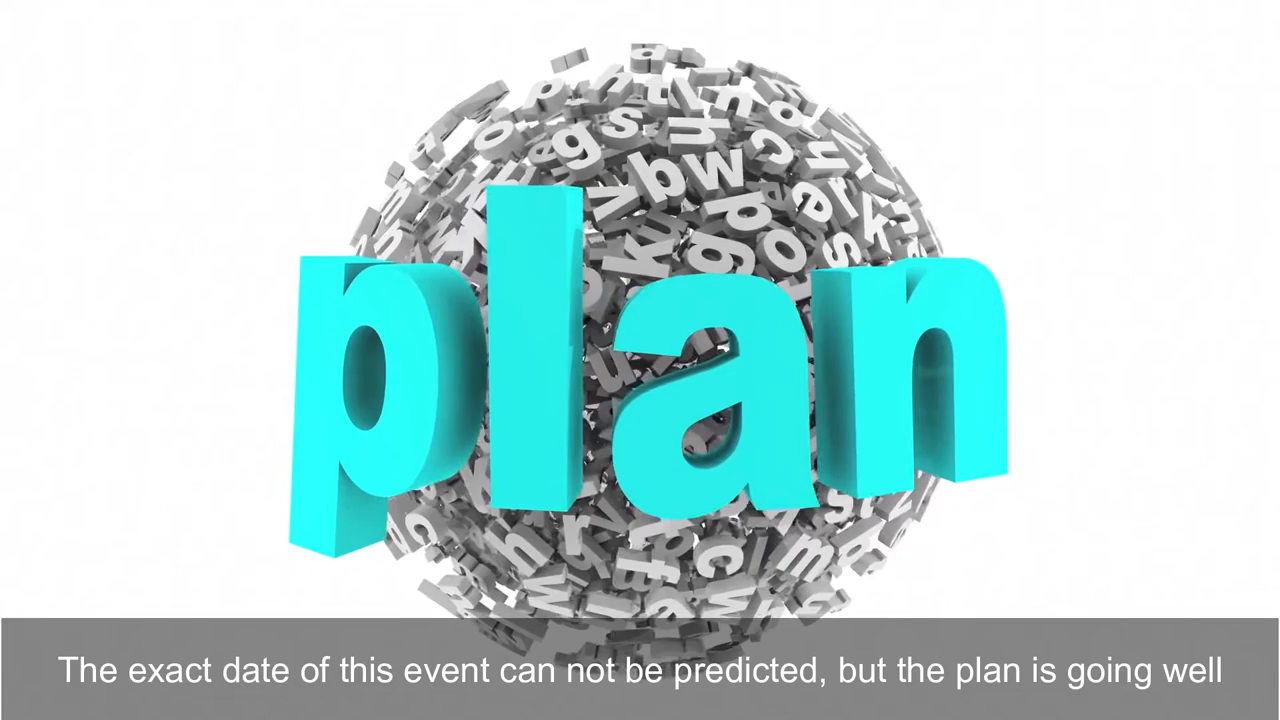 plan
The exact date of this event can not be predicted, but the plan is going well